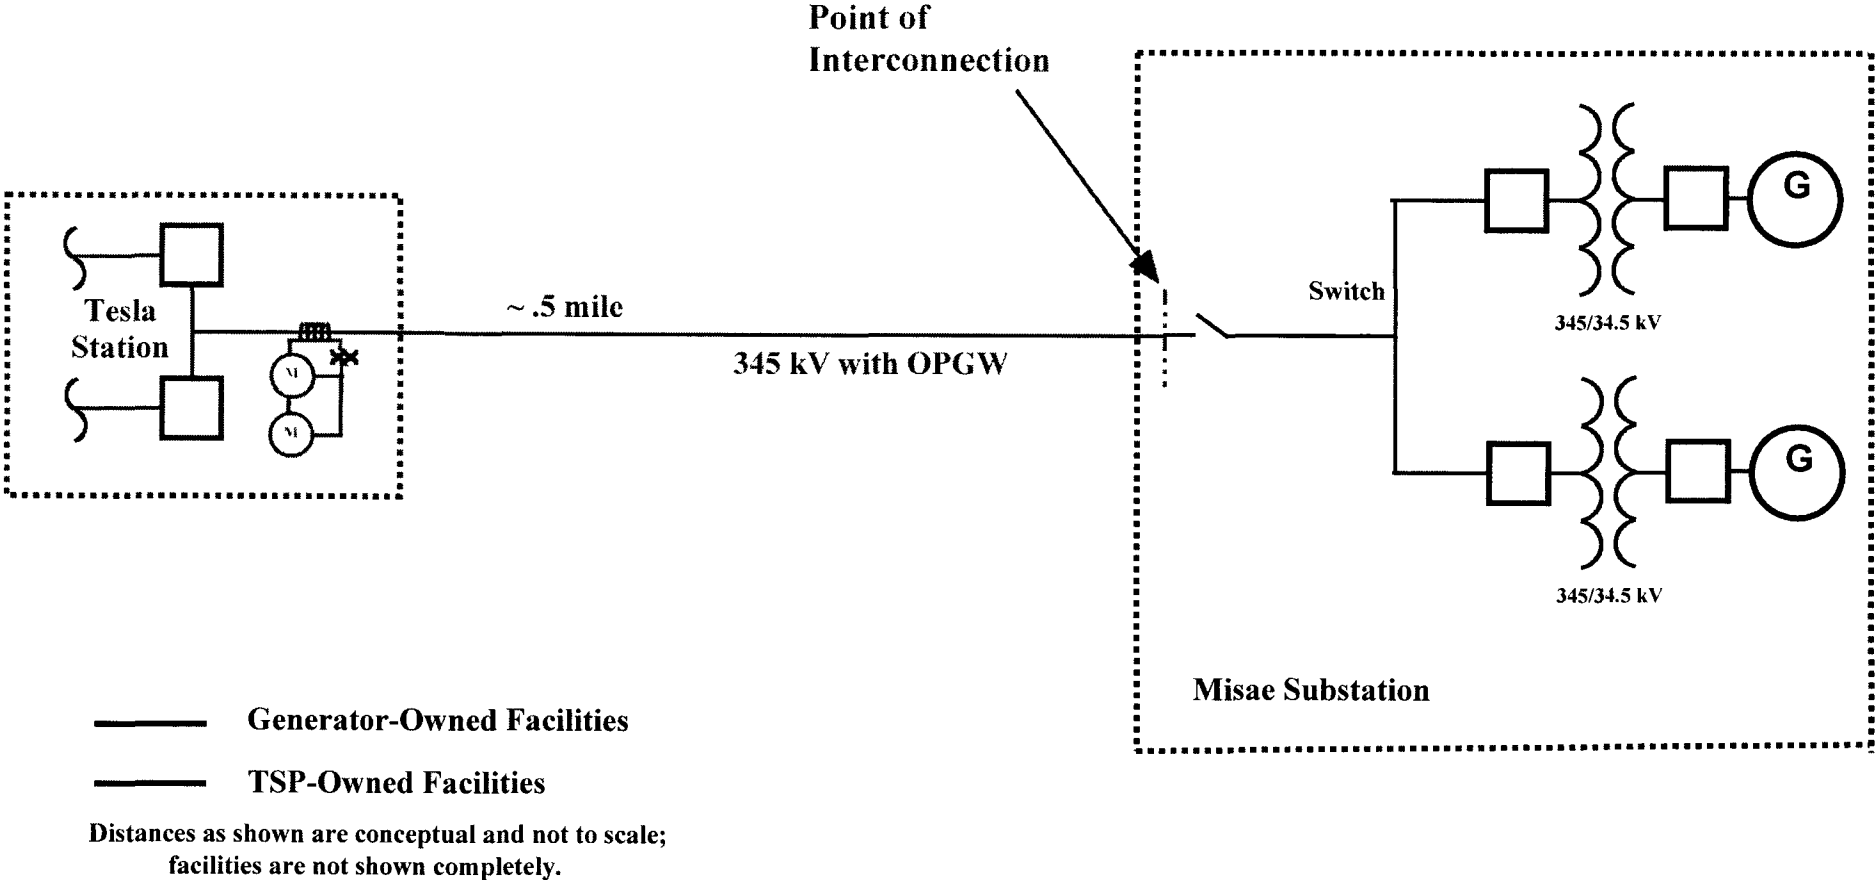 Point of
Interconnection
G
Switch
345/34.5 kV
~ .5 mile
Tesla
Station
345 kV with OPGW
M
M
G
345/34.5 kV
Misae Substation
Generator-Owned Facilities
TSP-Owned Facilities
Distances as shown are conceptual and not to scale;
facilities are not shown completely.